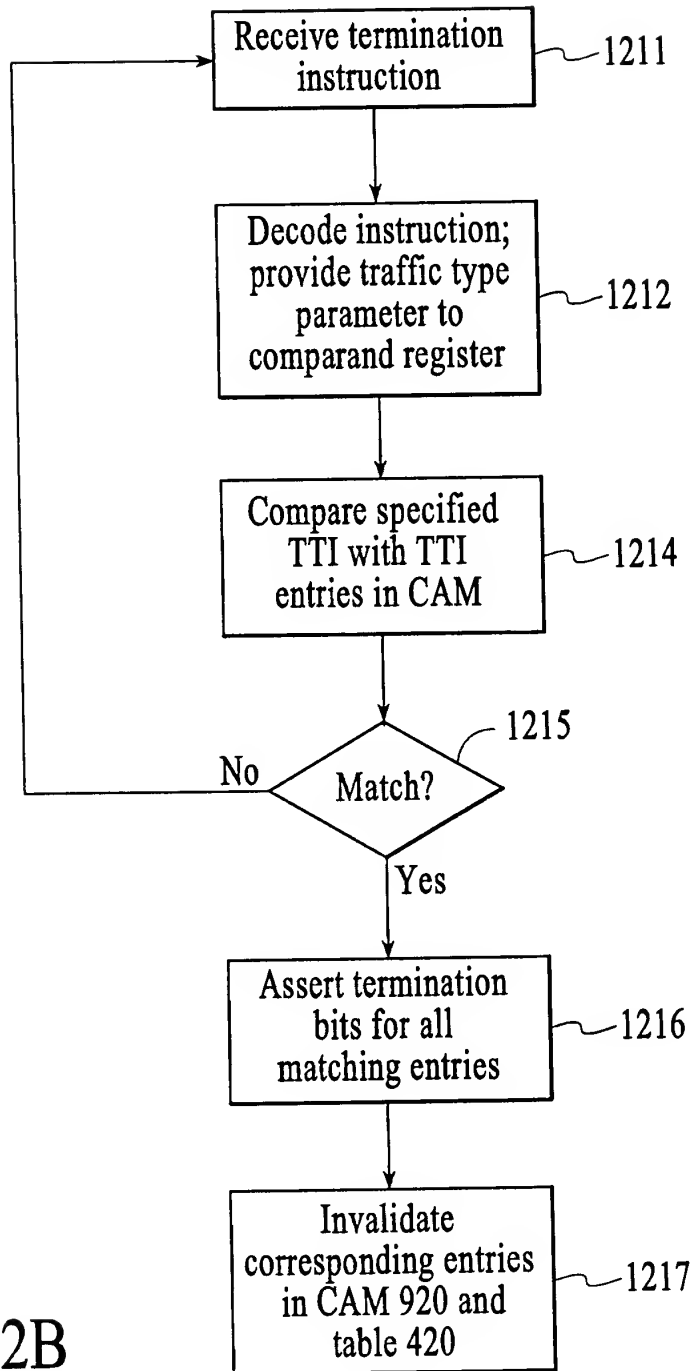 Receive termination
instruction
1211
Decode instruction;
provide traffic type
parameter to
comparand register
1212
Compare specified
TTI with TTI
entries in CAM
1214
1215
No
Match?
Yes
Assert termination
bits for all
matching entries
1216
Invalidate
corresponding entries
in CAM 920 and
table 420
1217
2B